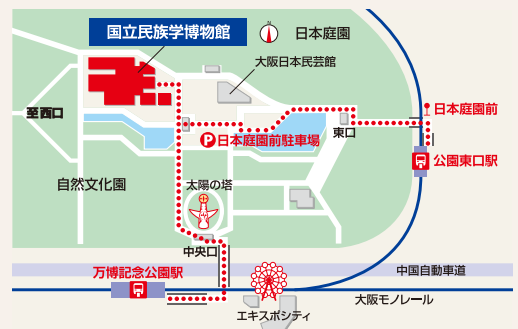 国立民族学博物館
日本庭園
大阪日本民芸館
至西口
日本庭園前
P日本庭園前駐車場
東口
公園東口駅
自然文化園
太陽の塔
中央口
万博記念公園駅
中国自動車道
大阪モノレール
エキスポシティ